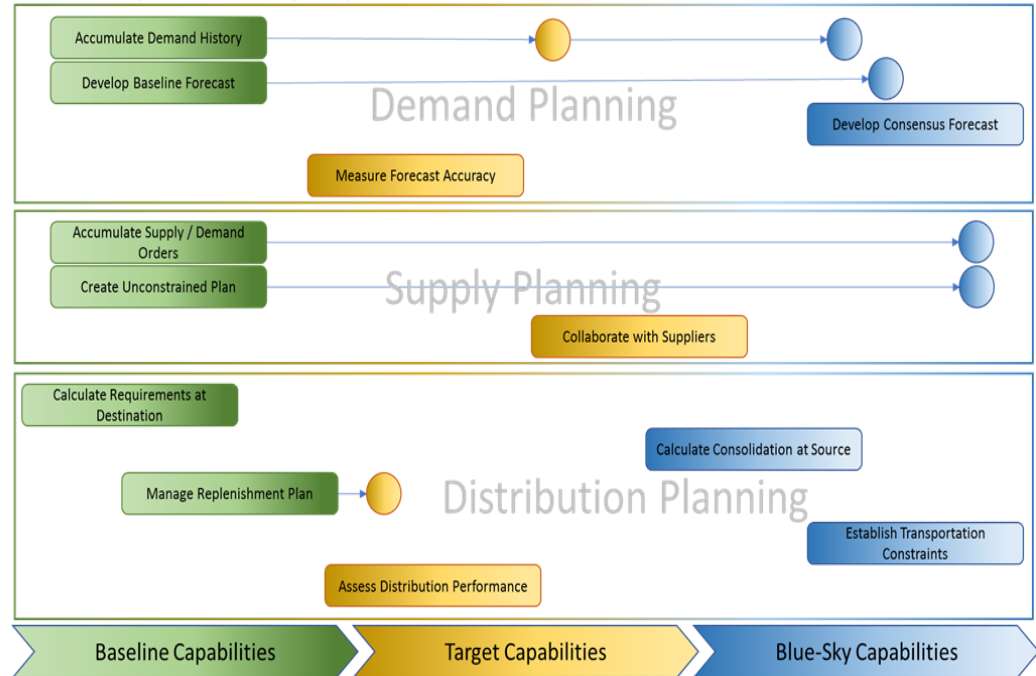 Accumulate Demand History
Develop Baseline Forecast
Demand Planning
Develop Consensus Forecast
Measure Forecast Accuracy
Accumulate Supply / Demand
Orders
Create Unconstrained Plan
Supply Planning
Collaborate with Suppliers
Calculate Requirements at
Destination
Calculate Consolidation at Source
Manage Replenishment Plan
Distribution Planning
Establish Transportation
Constraints
Assess Distribution Performance
Baseline Capabilities
Target Capabilities
Blue-Sky Capabilities